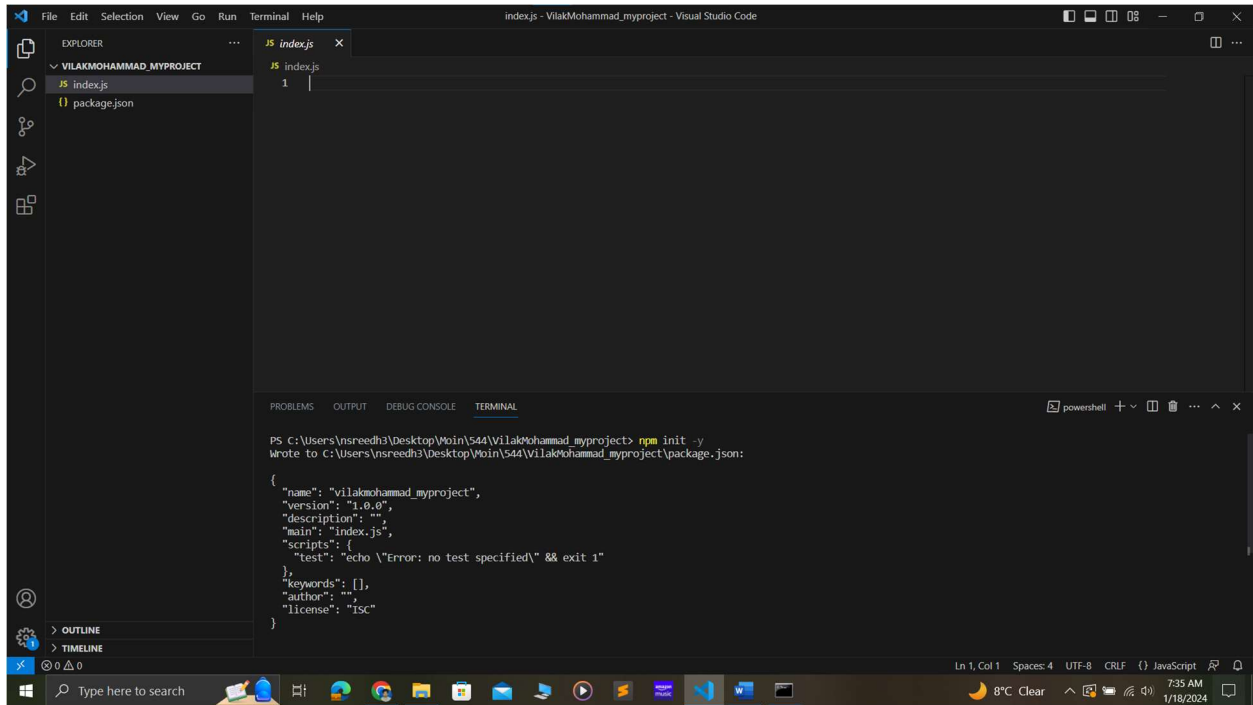 File Edit Selection View Go Run Terminal Help
index.js - VilakMohammad_myproject - Visual Studio Code
EXPLORER
VILAKMOHAMMAD_MYPROJECT
JS index.js
{} package.json
JS index.js
JS index.js
1
PROBLEMS OUTPUT DEBUG CONSOLE TERMINAL
powershell
PS C:\Users\nsreedh3\Desktop\Moin\544\VilakMohammad_myproject> npm init -y
Wrote to C:\Users\nsreedh3\Desktop\Moin\544\VilakMohammad_myproject\package.json:
{
"name": "vilakmohammad_myproject",
"version": "1.0.0",
"description": "",
"main": "index.js",
"scripts": {
"test": "echo \"Error: no test specified\" && exit 1"
},
"keywords": [],
"author": "",
"license": "ISC"
}
OUTLINE
TIMELINE
0 0
Ln 1, Col 1 Spaces: 4 UTF-8 CRLF {} JavaScript
Type here to search
amazon music
8°C Clear
7:35 AM
1/18/2024